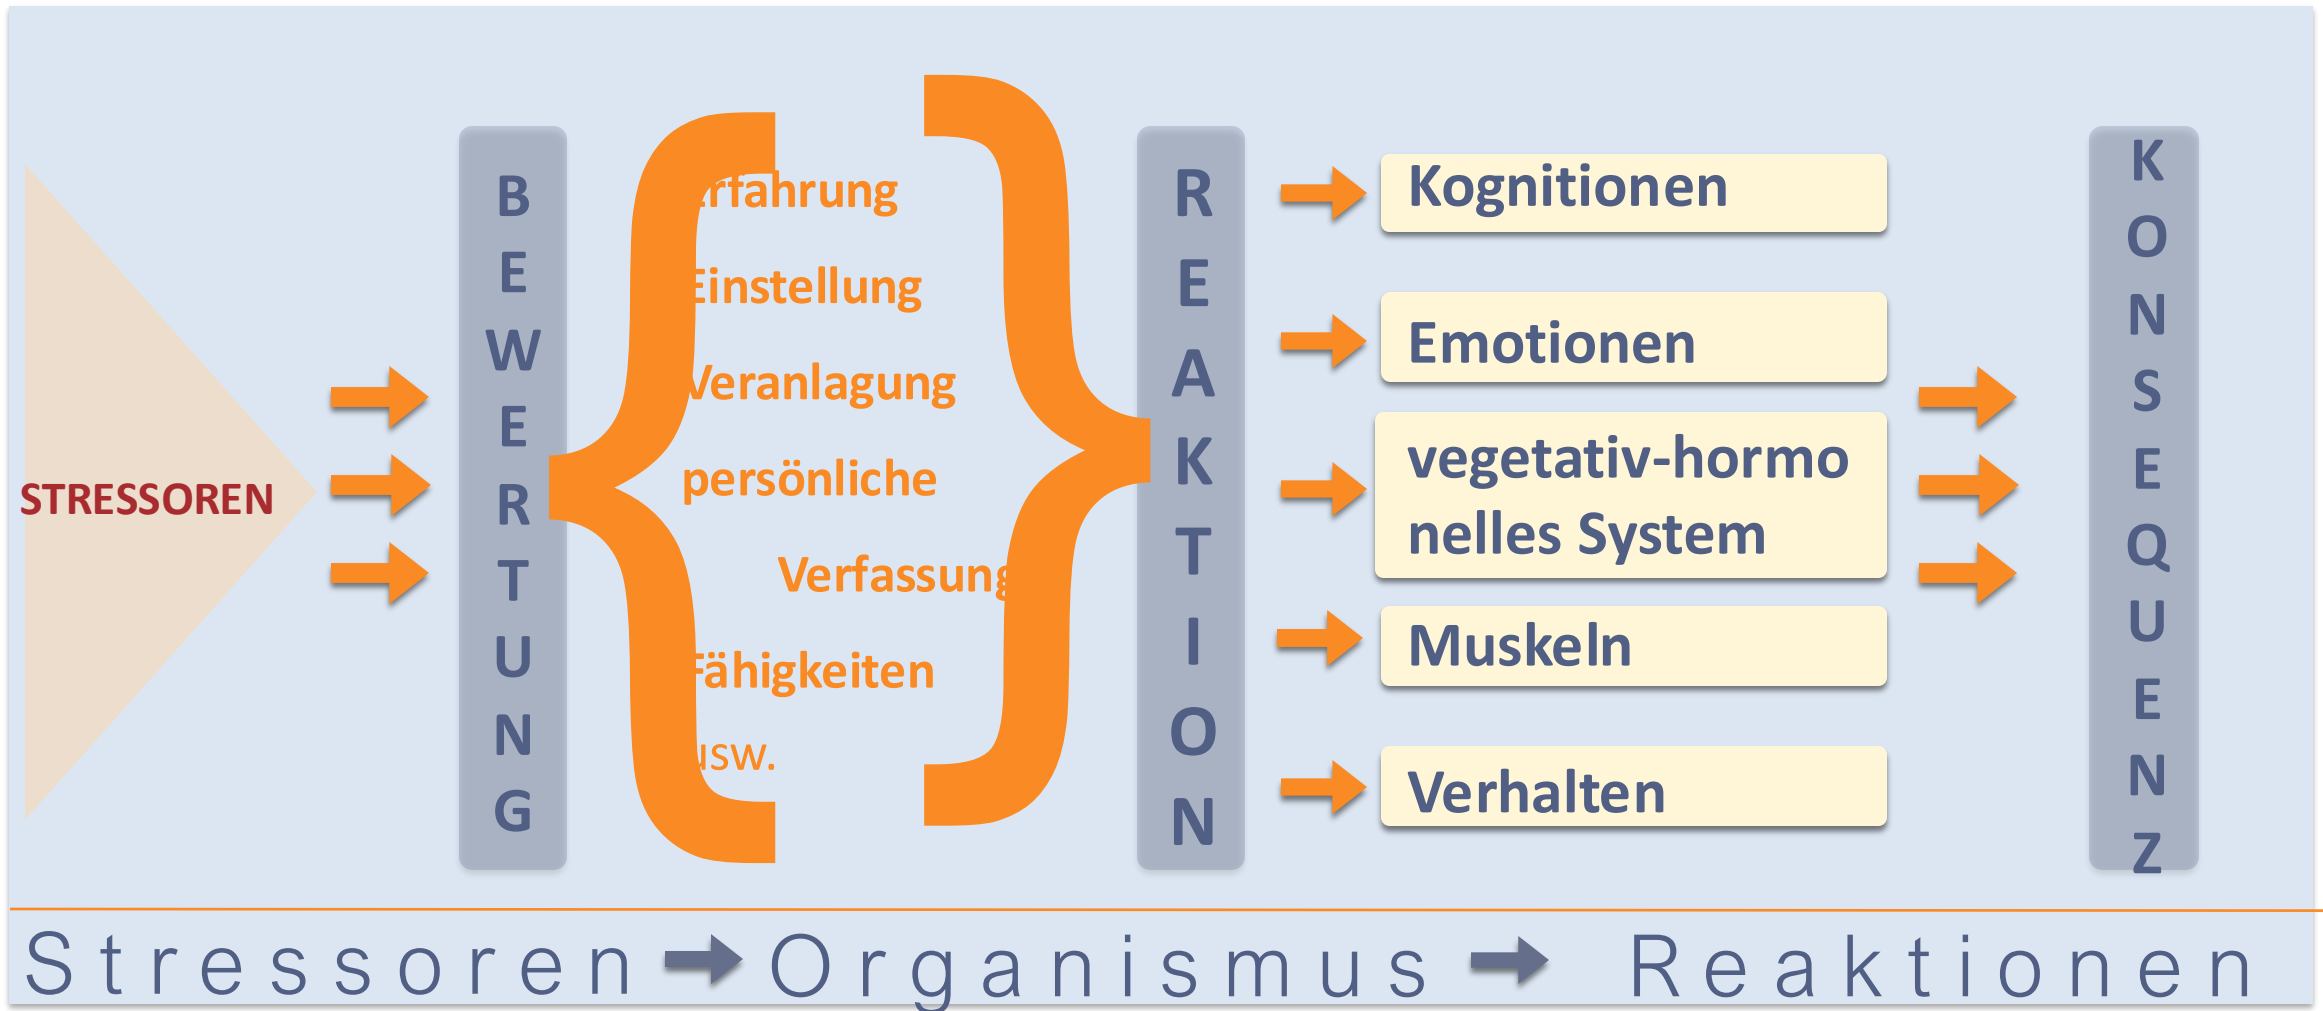 STRESSOREN
BEWERTUNG
Erfahrung
Einstellung
Veranlagung
persönliche
Verfassung
Fähigkeiten
usw.
REAKTION
Kognitionen
Emotionen
vegetativ-hormo
nelles System
Muskeln
Verhalten
KONSEQUENZ
Stressoren Organismus Reaktionen